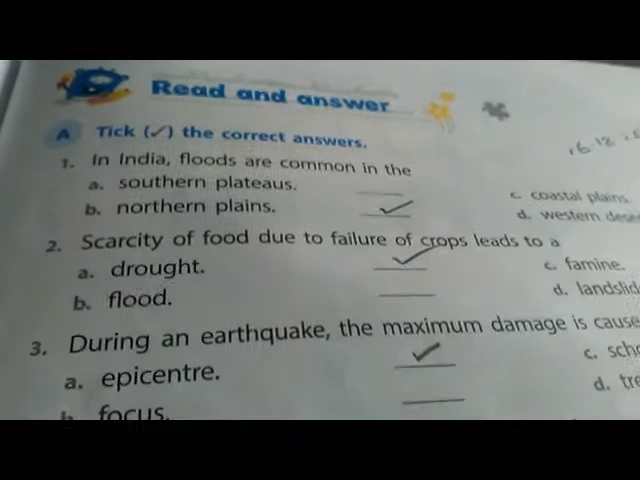 Read and answer
A Tick (✓) the correct answers.
1. In India, floods are common in the
a. southern plateaus. c. coastal plains.
b. northern plains. ✓ d. western
2. Scarcity of food due to failure of crops leads to a
a. drought. ✓ c. famine.
b. flood. d.
3. During an earthquake, the maximum damage is
a. epicentre. ✓ c.
b. focus. d.